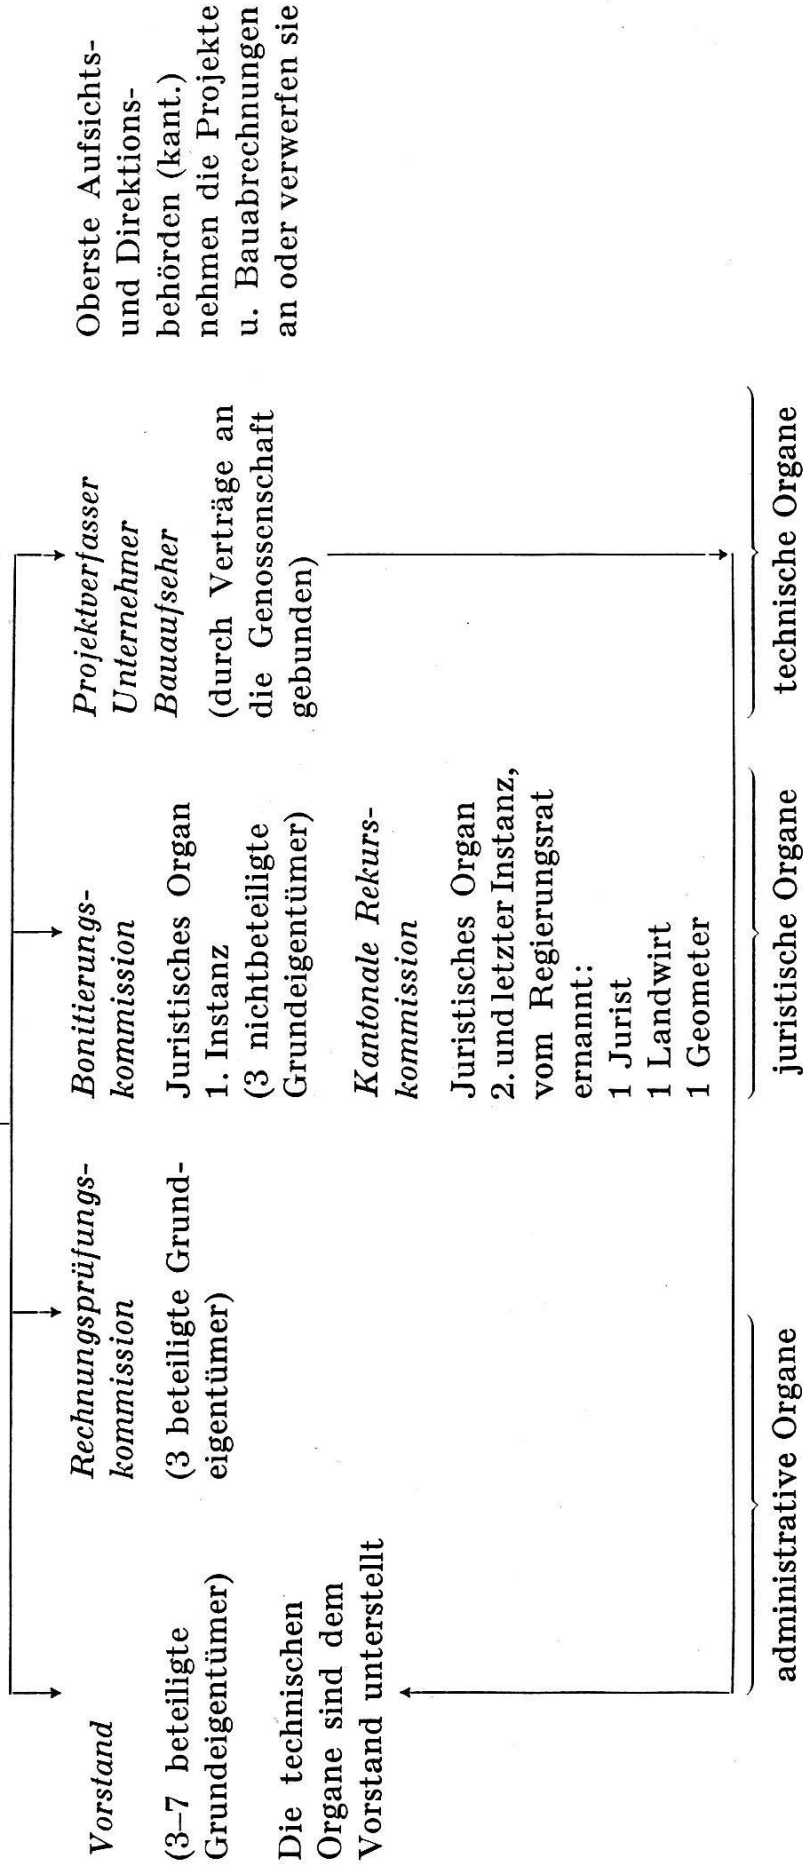 Vorstand
(3–7 beteiligte
Grundeigentümer)
Die technischen
Organe sind dem
Vorstand unterstellt
Rechnungsprüfungs-
kommission
(3 beteiligte Grund-
eigentümer)
administrative Organe
Bonitierungs-
kommission
Juristisches Organ
1. Instanz
(3 nichtbeteiligte
Grundeigentümer)
Kantonale Rekurs-
kommission
Juristisches Organ
2. und letzter Instanz,
vom Regierungsrat
ernannt:
1 Jurist
1 Landwirt
1 Geometer
juristische Organe
Projektverfasser
Unternehmer
Bauaufseher
(durch Verträge an
die Genossenschaft
gebunden)
technische Organe
Oberste Aufsichts-
und Direktions-
behörden (kant.)
nehmen die Projekte
u. Bauabrechnungen
an oder verwerfen sie